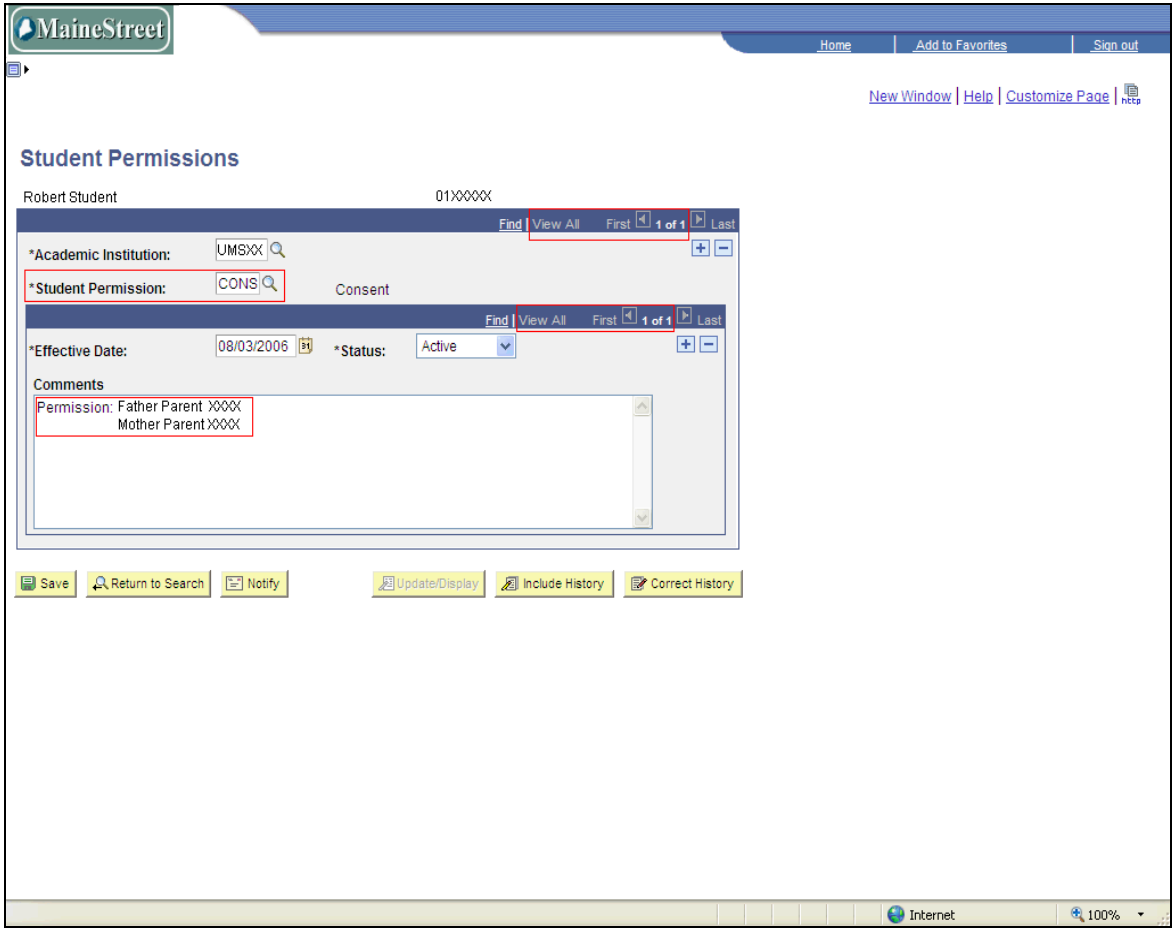 MaineStreet
Home Add to Favorites Sign out
New Window | Help | Customize Page | http
Student Permissions
Robert Student 01XXXXX
Find | View All First 1 of 1 Last
*Academic Institution: UMSXX
*Student Permission: CONS Consent
Find | View All First 1 of 1 Last
*Effective Date: 08/03/2006 31 *Status: Active
Comments
Permission: Father Parent XXXX
Mother Parent XXXX
Save Return to Search Notify Update/Display Include History Correct History
Internet 100%